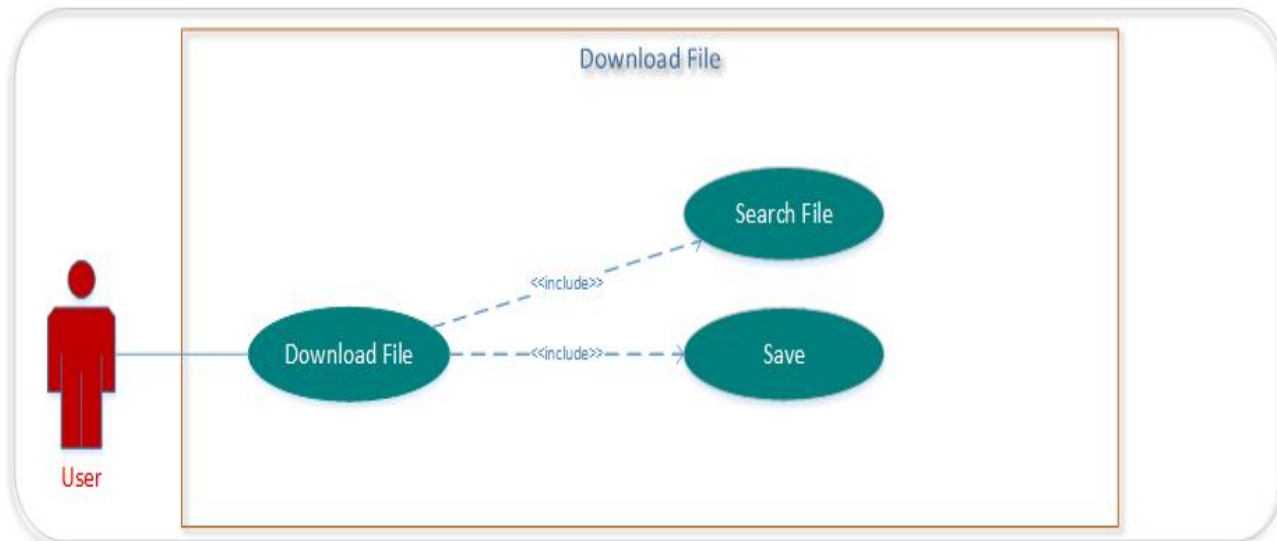 Download File
Search File
<<include>>
Download File
<<include>>
Save
User